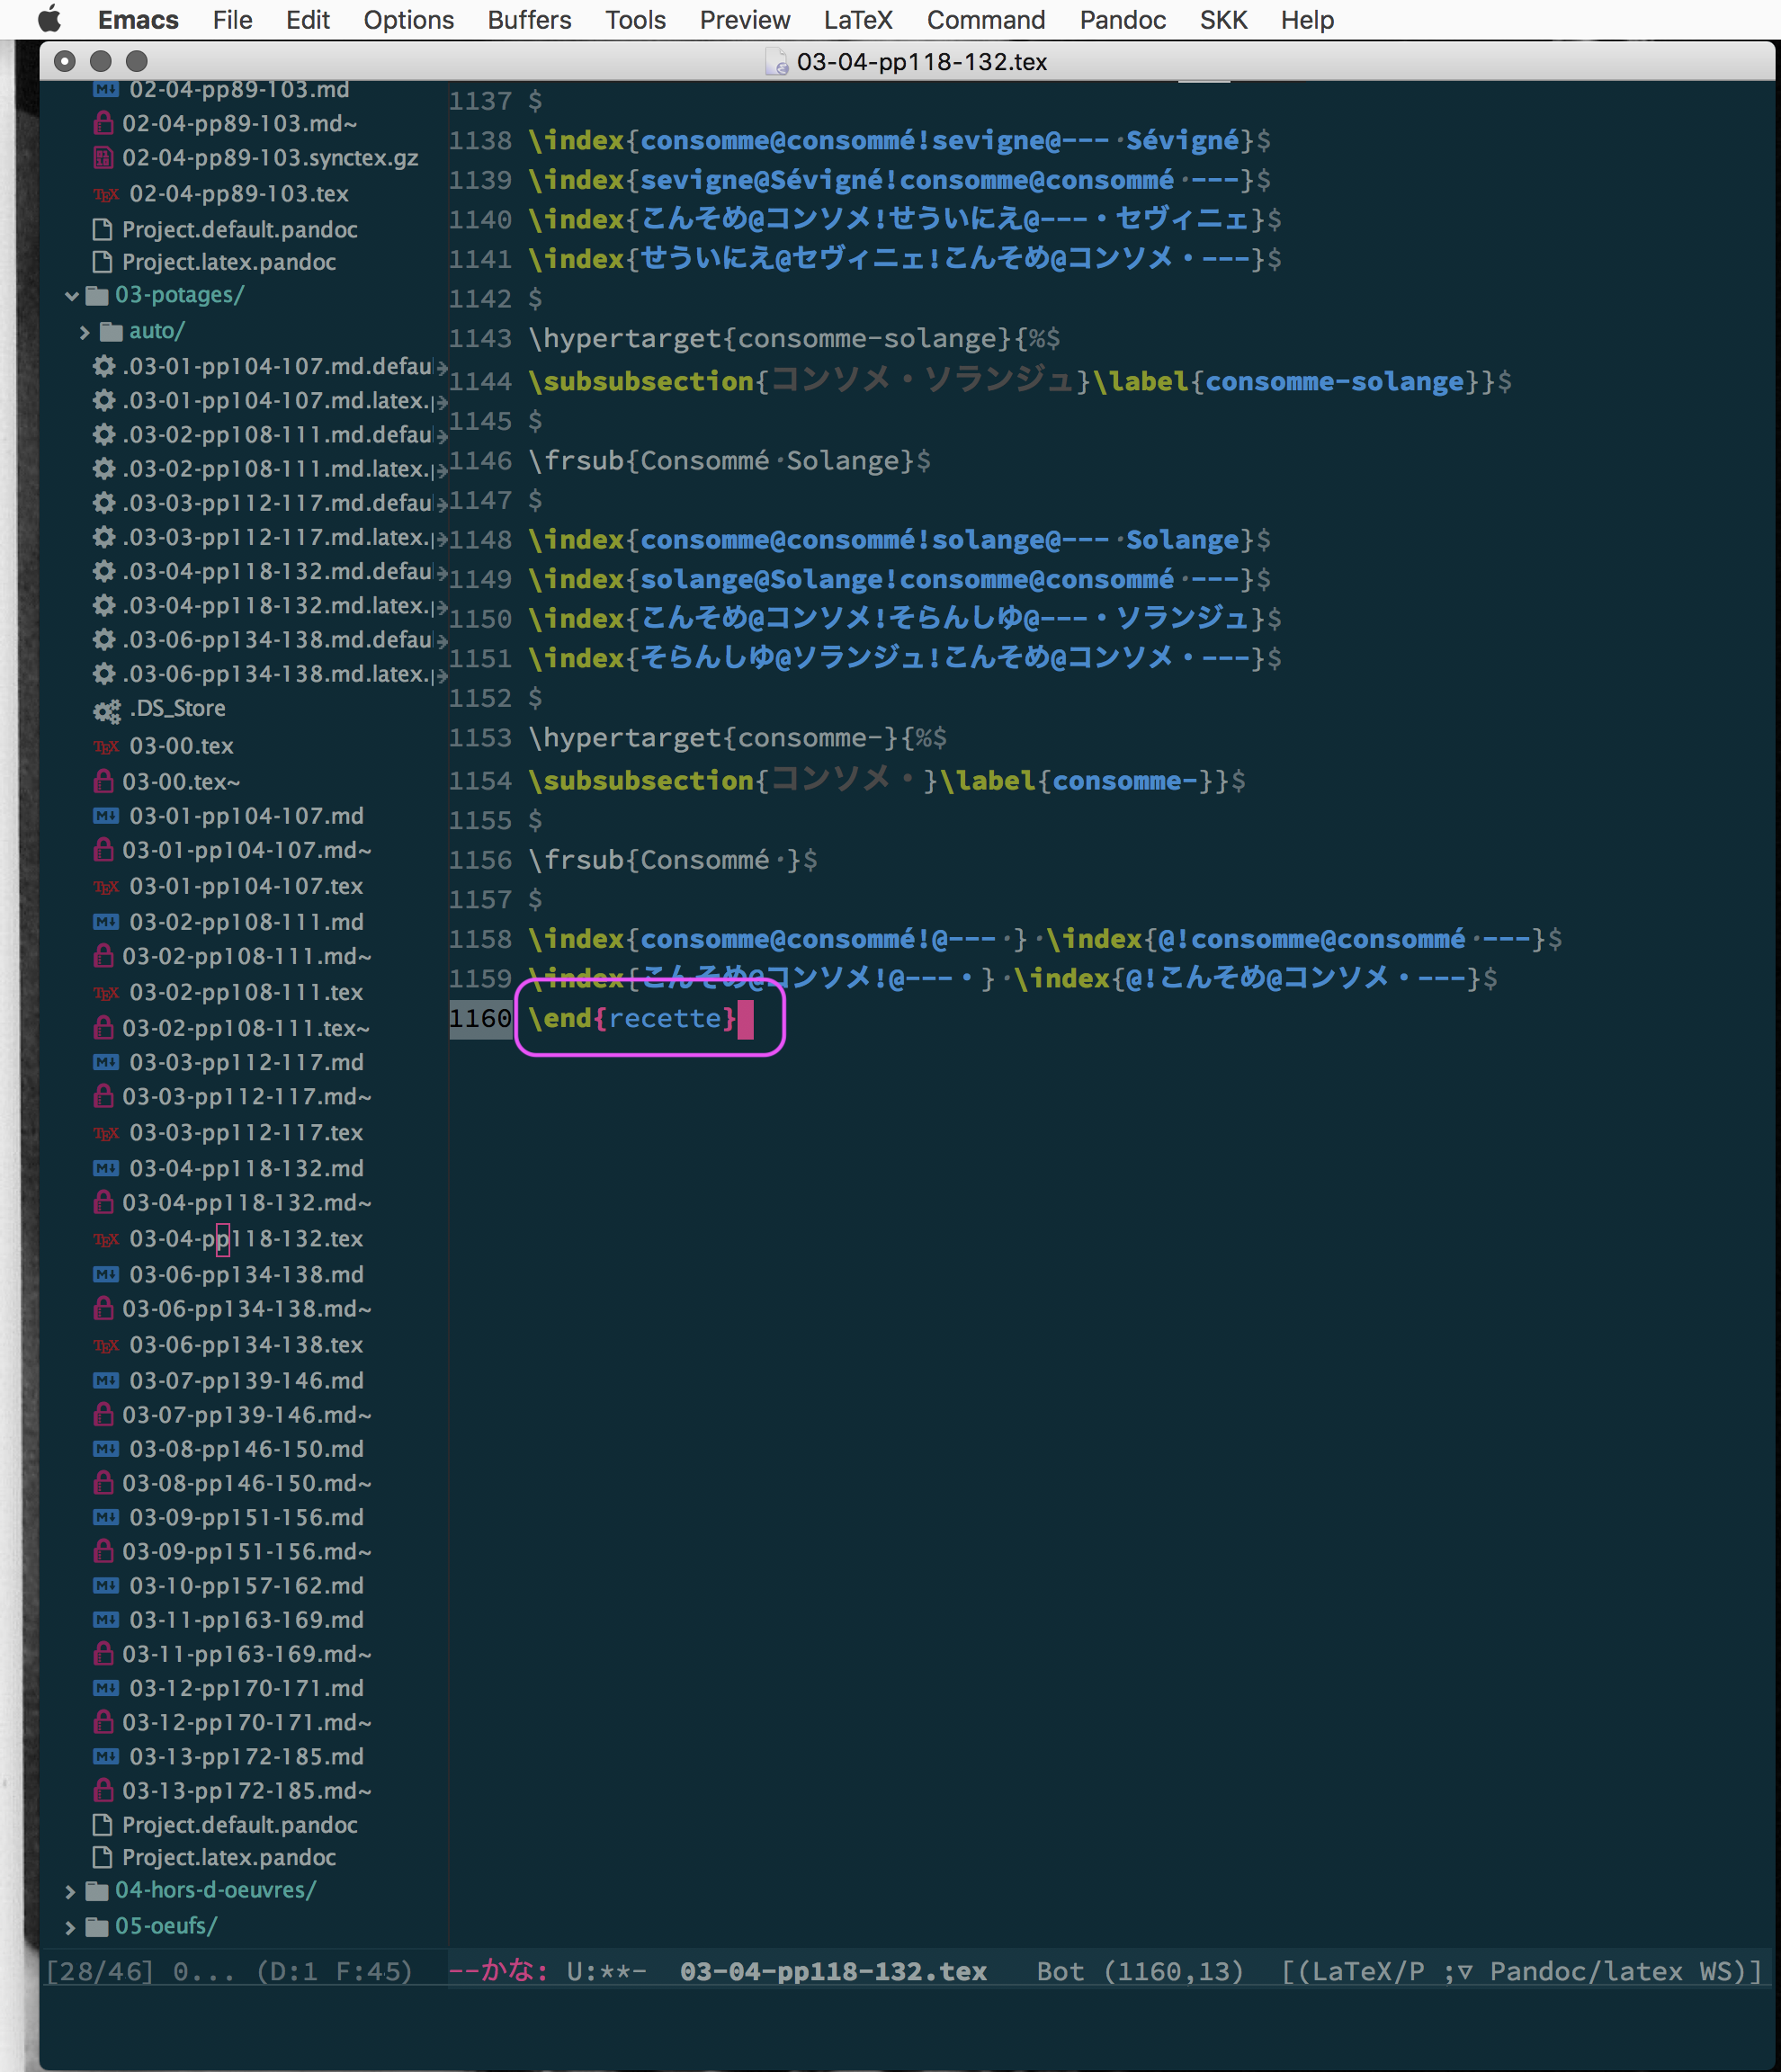 Emacs File Edit Options Buffers Tools Preview LaTeX Command Pandoc SKK Help
03-04-pp118-132.tex
02-04-pp89-103.md
02-04-pp89-103.md~
02-04-pp89-103.synctex.gz
02-04-pp89-103.tex
Project.default.pandoc
Project.latex.pandoc
03-potages/
auto/
.03-01-pp104-107.md.defau
.03-01-pp104-107.md.latex.
.03-02-pp108-111.md.defau
.03-02-pp108-111.md.latex.
.03-03-pp112-117.md.defau
.03-03-pp112-117.md.latex.
.03-04-pp118-132.md.defau
.03-04-pp118-132.md.latex.
.03-06-pp134-138.md.defau
.03-06-pp134-138.md.latex.
.DS_Store
03-00.tex
03-00.tex~
03-01-pp104-107.md
03-01-pp104-107.md~
03-01-pp104-107.tex
03-02-pp108-111.md
03-02-pp108-111.md~
03-02-pp108-111.tex
03-02-pp108-111.tex~
03-03-pp112-117.md
03-03-pp112-117.md~
03-03-pp112-117.tex
03-04-pp118-132.md
03-04-pp118-132.md~
03-04-pp118-132.tex
03-06-pp134-138.md
03-06-pp134-138.md~
03-06-pp134-138.tex
03-07-pp139-146.md
03-07-pp139-146.md~
03-08-pp146-150.md
03-08-pp146-150.md~
03-09-pp151-156.md
03-09-pp151-156.md~
03-10-pp157-162.md
03-11-pp163-169.md
03-11-pp163-169.md~
03-12-pp170-171.md
03-12-pp170-171.md~
03-13-pp172-185.md
03-13-pp172-185.md~
Project.default.pandoc
Project.latex.pandoc
04-hors-d-oeuvres/
05-oeufs/
1137 $
1138 \index{consomme@consommé!sevigne@---·Sévigné}$
1139 \index{sevigne@Sévigné!consomme@consommé·---}$
1140 \index{こんそめ@コンソメ!せういにえ@---・セヴィニェ}$
1141 \index{せういにえ@セヴィニェ!こんそめ@コンソメ・---}$
1142 $
1143 \hypertarget{consomme-solange}{%$
1144 \subsubsection{コンソメ・ソランジュ}\label{consomme-solange}}$
1145 $
1146 \frsub{Consommé·Solange}$
1147 $
1148 \index{consomme@consommé!solange@---·Solange}$
1149 \index{solange@Solange!consomme@consommé·---}$
1150 \index{こんそめ@コンソメ!そらんしゆ@---・ソランジュ}$
1151 \index{そらんしゆ@ソランジュ!こんそめ@コンソメ・---}$
1152 $
1153 \hypertarget{consomme-}{%$
1154 \subsubsection{コンソメ・}\label{consomme-}}$
1155 $
1156 \frsub{Consommé·}$
1157 $
1158 \index{consomme@consommé!@---·}·\index{@!consomme@consommé·---}$
1159 \index{こんそめ@コンソメ!@---・}·\index{@!こんそめ@コンソメ・---}$
1160 \end{recette}
[28/46] 0... (D:1 F:45) --かな: U:**- 03-04-pp118-132.tex Bot (1160,13) [(LaTeX/P ;▽ Pandoc/latex WS)]